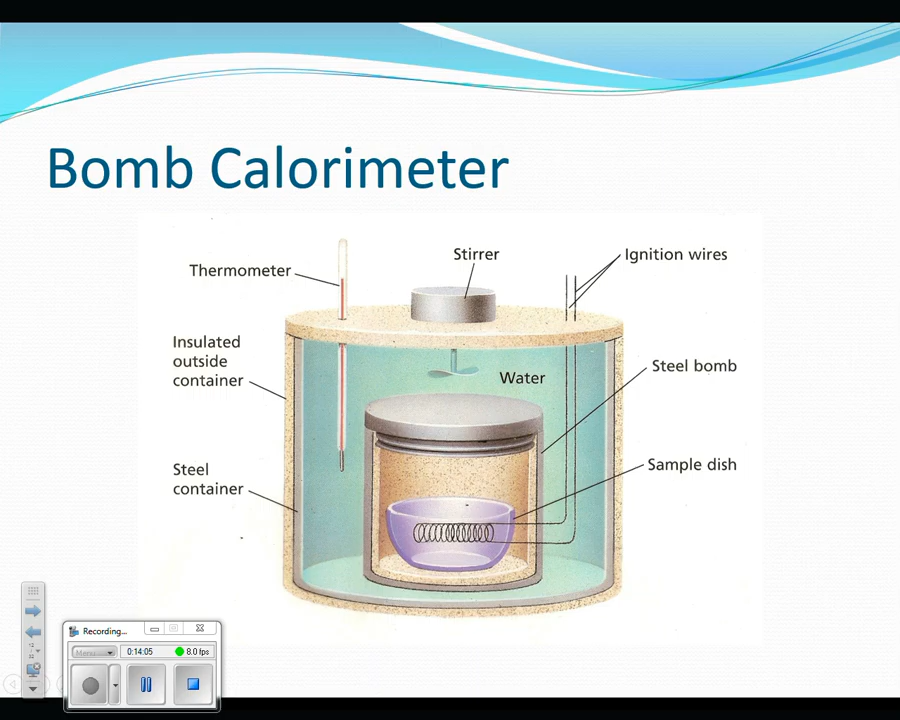 Bomb Calorimeter
Stirrer
Ignition wires
Thermometer
Insulated
outside
container
Water
Steel bomb
Steel
container
Sample dish
Recording...
Menu...
0:14:05
8.0 fps